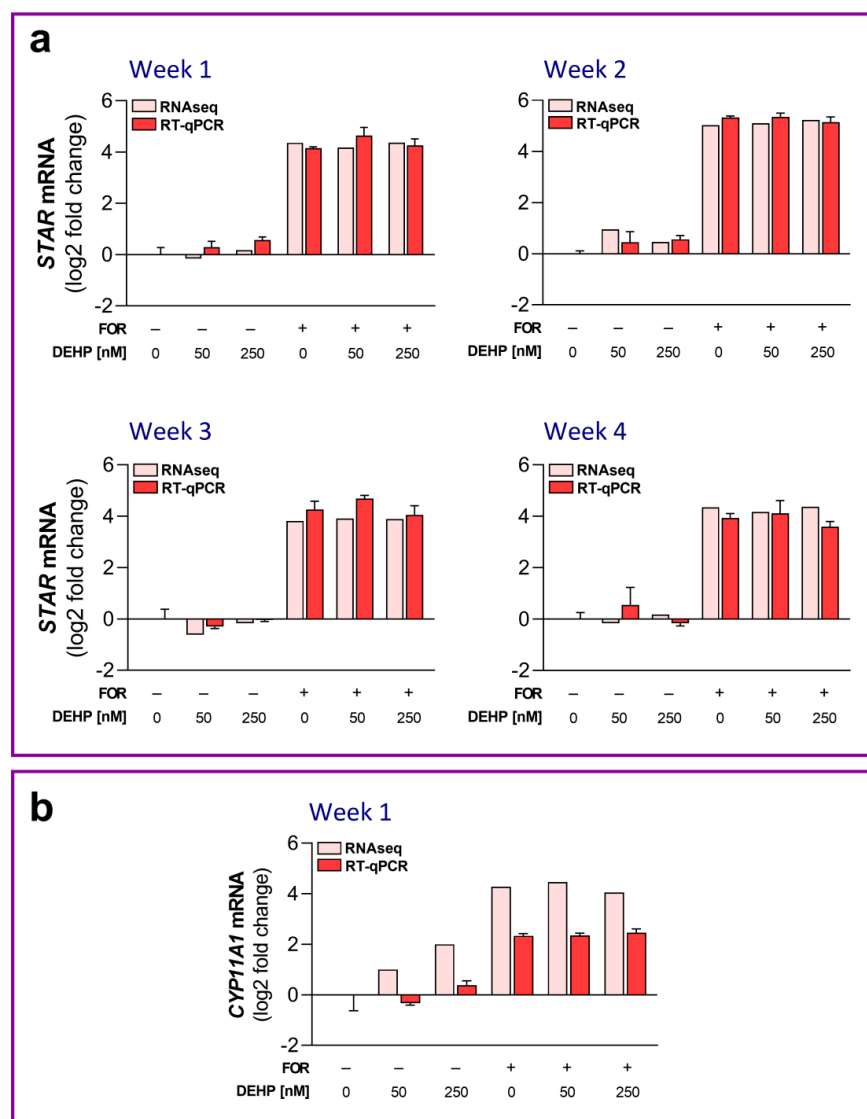 a
Week 1
RNAseq
RT-qPCR
STAR mRNA
(log2 fold change)
6
4
2
0
-2
FOR – – – + + +
DEHP [nM] 0 50 250 0 50 250
Week 2
RNAseq
RT-qPCR
6
4
2
0
-2
FOR – – – + + +
DEHP [nM] 0 50 250 0 50 250
Week 3
RNAseq
RT-qPCR
STAR mRNA
(log2 fold change)
6
4
2
0
-2
FOR – – – + + +
DEHP [nM] 0 50 250 0 50 250
Week 4
RNAseq
RT-qPCR
6
4
2
0
-2
FOR – – – + + +
DEHP [nM] 0 50 250 0 50 250
b
Week 1
RNAseq
RT-qPCR
CYP11A1 mRNA
(log2 fold change)
6
4
2
0
-2
FOR – – – + + +
DEHP [nM] 0 50 250 0 50 250